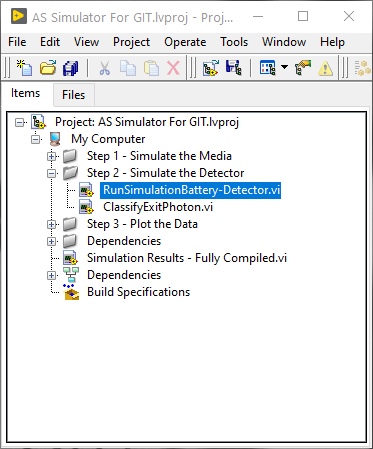 AS Simulator For GIT.lvproj - Proj...
File Edit View Project Operate Tools Window Help
Items Files
Project: AS Simulator For GIT.lvproj
My Computer
Step 1 - Simulate the Media
Step 2 - Simulate the Detector
RunSimulationBattery-Detector.vi
ClassifyExitPhoton.vi
Step 3 - Plot the Data
Dependencies
Simulation Results - Fully Compiled.vi
Dependencies
Build Specifications